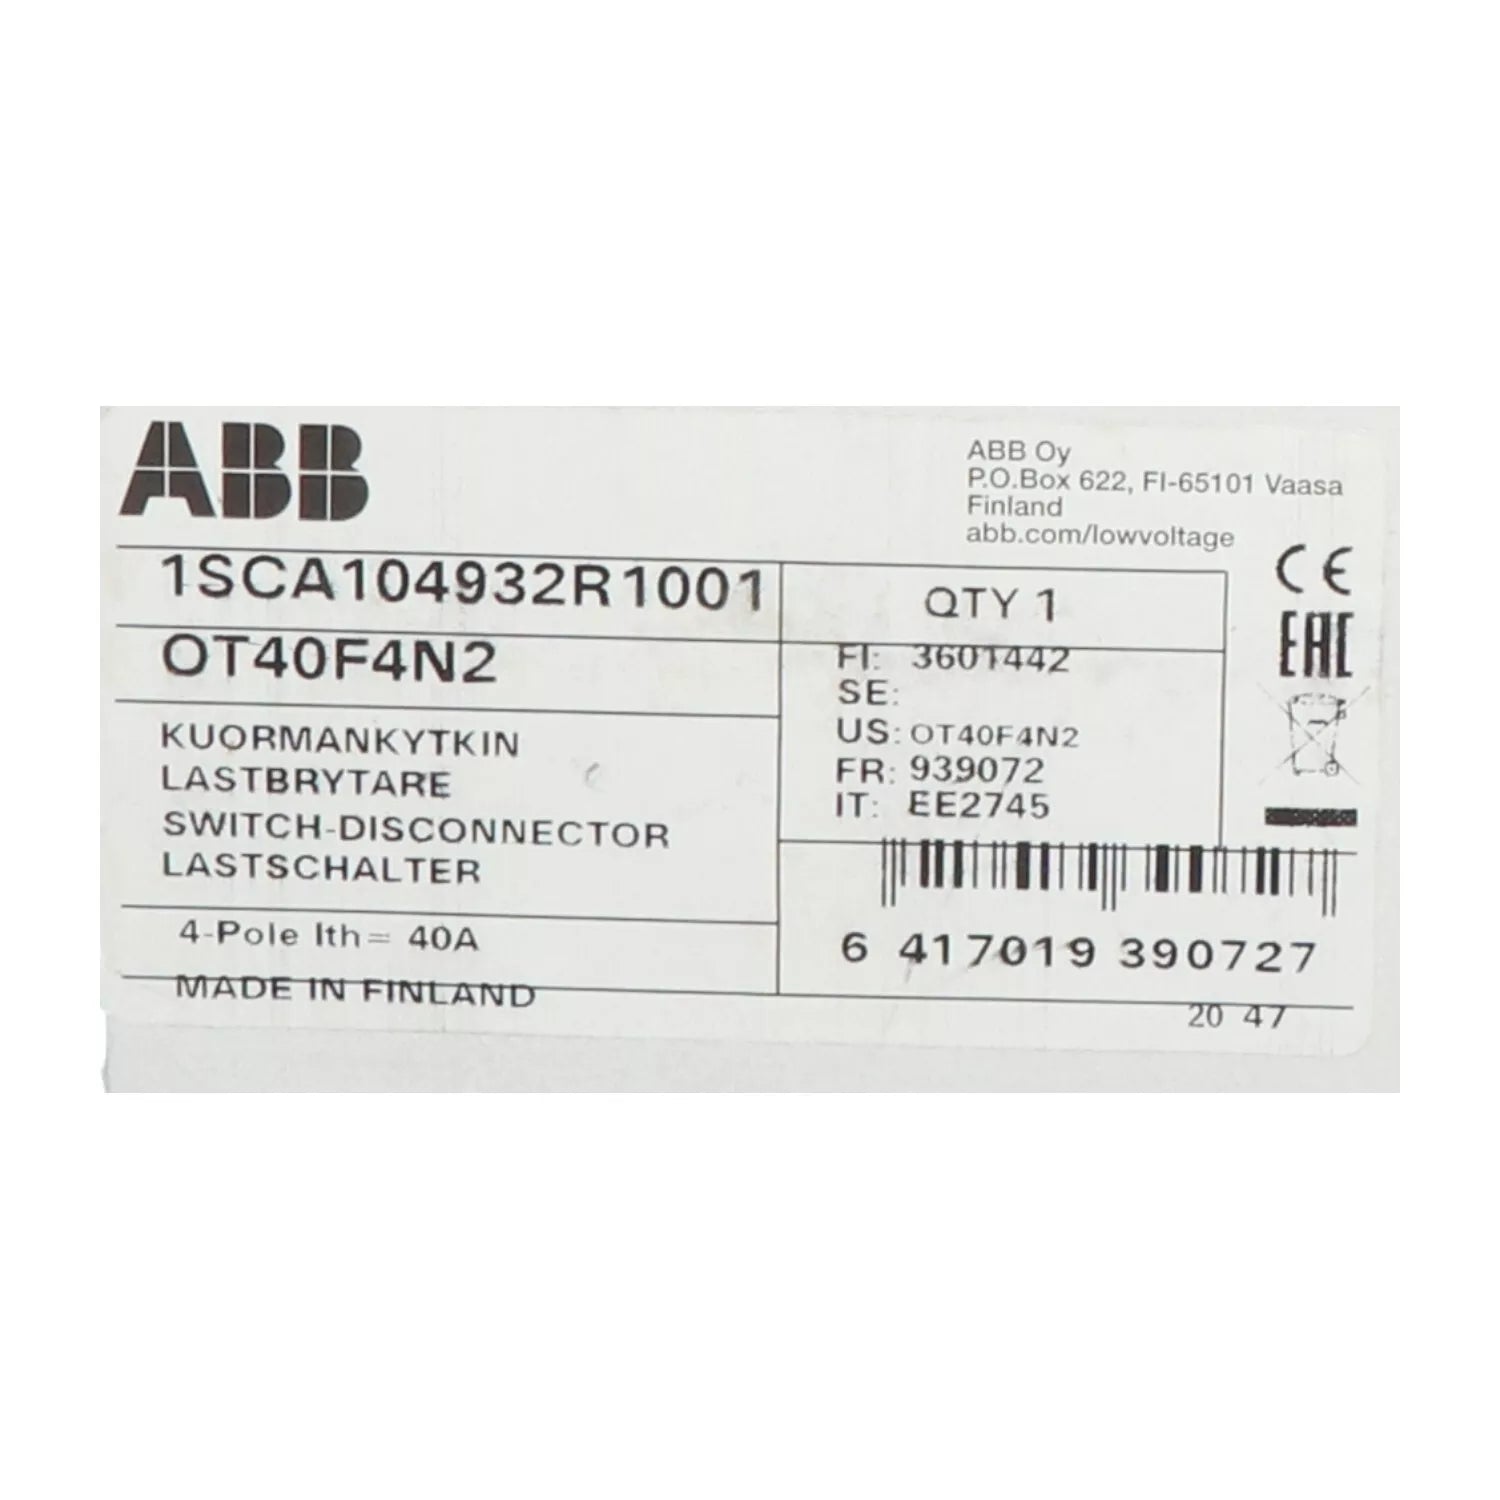 ABB
ABB Oy
P.O.Box 622, FI-65101 Vaasa
Finland
abb.com/lowvoltage
CE
EAC
1SCA104932R1001
QTY 1
OT40F4N2
FI: 3601442
SE:
US: OT40F4N2
FR: 939072
IT: EE2745
KUORMANKYTKIN
LASTBRYTARE
SWITCH-DISCONNECTOR
LASTSCHALTER
4-Pole Ith= 40A
6 417019 390727
MADE IN FINLAND
20 47